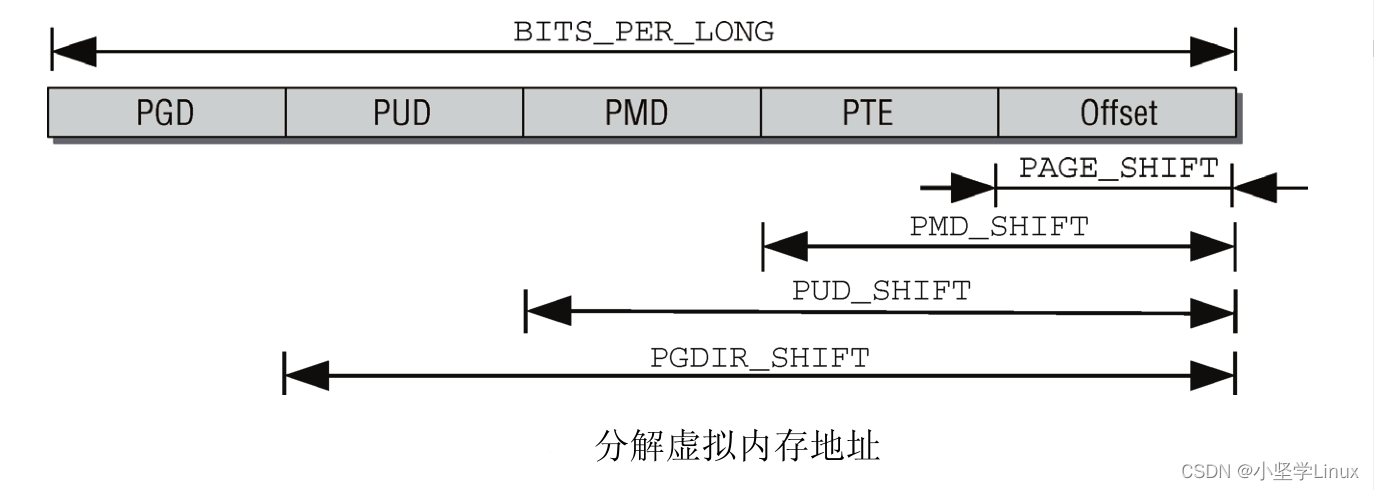 BITS_PER_LONG
PGD PUD PMD PTE Offset
PAGE_SHIFT
PMD_SHIFT
PUD_SHIFT
PGDIR_SHIFT
分解虚拟内存地址
CSDN @小坚学Linux